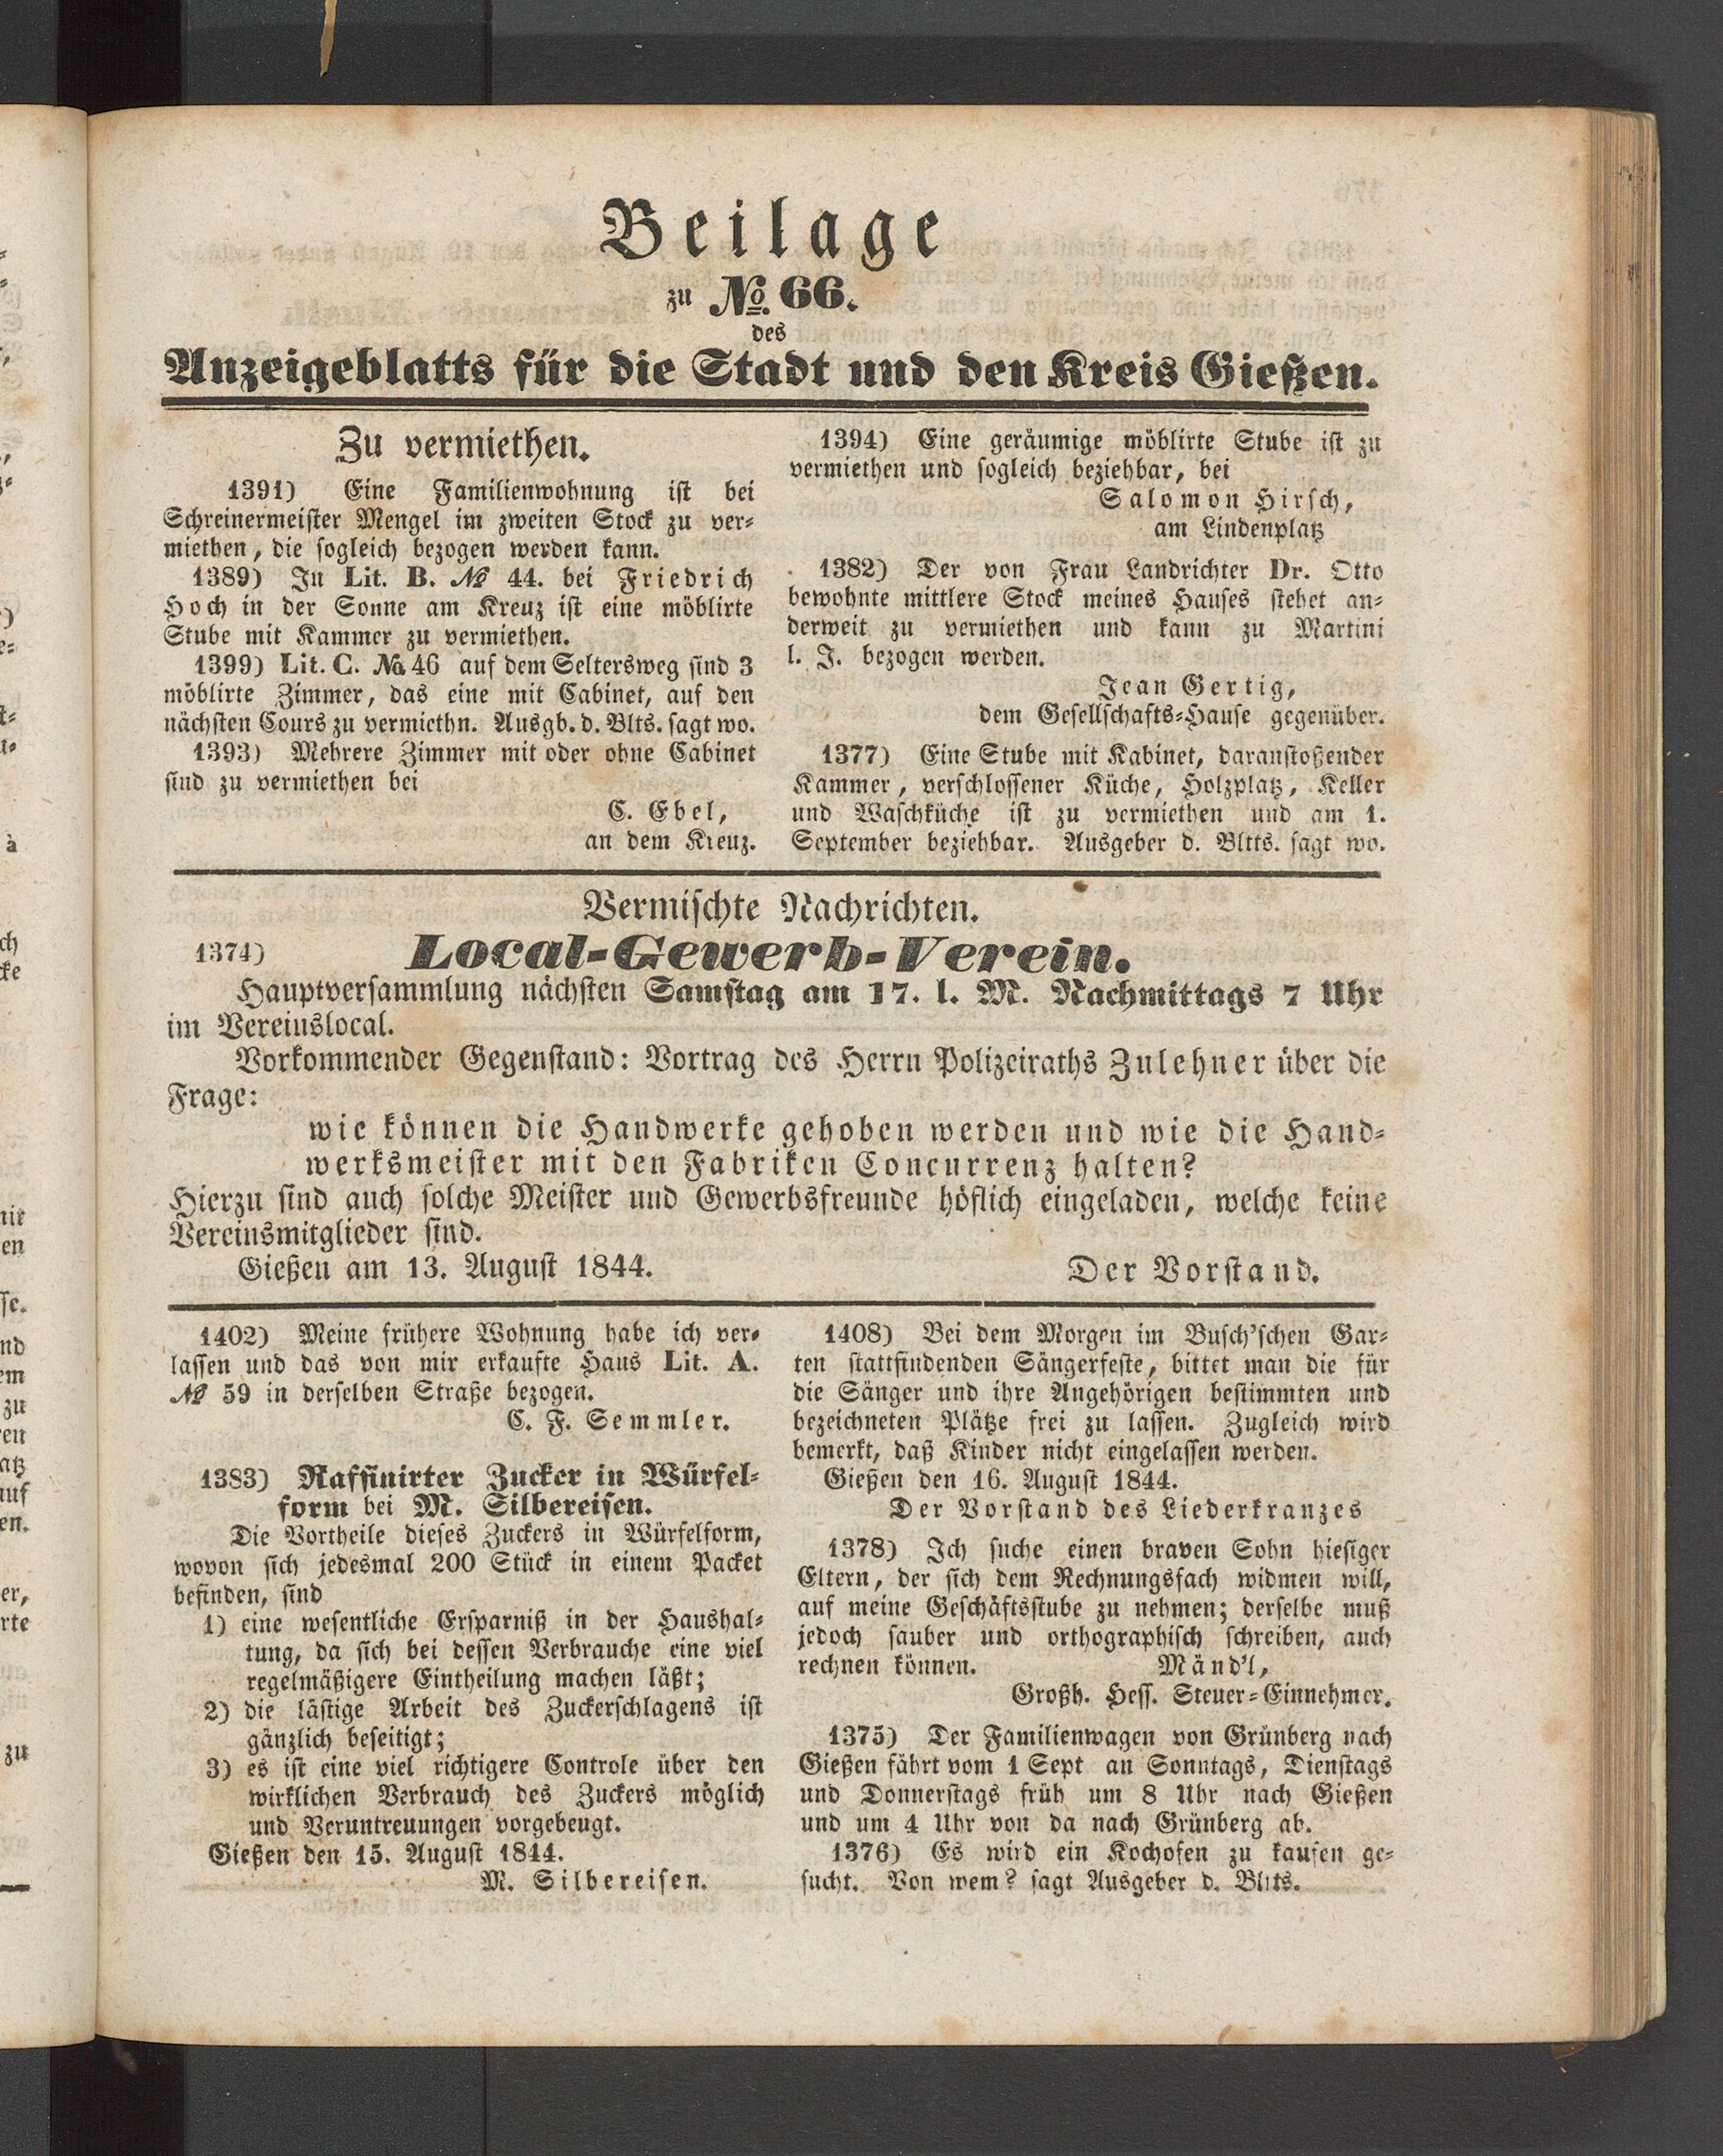 Beilage
zu No. 66.
des
Anzeigeblatts für die Stadt und den Kreis Gießen.
Zu vermiethen.
1391) Eine Familienwohnung ist bei
Schreinermeister Mengel im zweiten Stock zu ver-
miethen, die sogleich bezogen werden kann.
1389) In Lit. B. № 44. bei Friedrich
Hoch in der Sonne am Kreuz ist eine möblirte
Stube mit Kammer zu vermiethen.
1399) Lit. C. No. 46 auf dem Seltersweg sind 3
möblirte Zimmer, das eine mit Cabinet, auf den
nächsten Cours zu vermiethn. Ausgb. d. Blts. sagt wo.
1393) Mehrere Zimmer mit oder ohne Cabinet
sind zu vermiethen bei
C. Ebel,
an dem Kreuz.
1394) Eine geräumige möblirte Stube ist zu
vermiethen und sogleich beziehbar, bei
Salomon Hirsch,
am Lindenplatz
1382) Der von Frau Landrichter Dr. Otto
bewohnte mittlere Stock meines Hauses stehet an-
derweit zu vermiethen und kann zu Martini
l. J. bezogen werden.
Jean Gertig,
dem Gesellschafts-Hause gegenüber.
1377) Eine Stube mit Kabinet, daranstoßender
Kammer, verschlossener Küche, Holzplatz, Keller
und Waschküche ist zu vermiethen und am 1.
September beziehbar. Ausgeber d. Bltts. sagt wo.
Vermischte Nachrichten.
1374) Local-Gewerb-Verein.
Hauptversammlung nächsten Samstag am 17. l. M. Nachmittags 7 Uhr
im Vereinslocal.
Vorkommender Gegenstand: Vortrag des Herrn Polizeiraths Zulehner über die
Frage:
wie können die Handwerke gehoben werden und wie die Hand-
werksmeister mit den Fabriken Concurrenz halten?
Hierzu sind auch solche Meister und Gewerbsfreunde höflich eingeladen, welche keine
Vereinsmitglieder sind.
Gießen am 13. August 1844. Der Vorstand.
1402) Meine frühere Wohnung habe ich ver-
lassen und das von mir erkaufte Haus Lit. A.
№ 59 in derselben Straße bezogen.
C. F. Semmler.
1383) Raffinirter Zucker in Würfel-
form bei M. Silbereisen.
Die Vortheile dieses Zuckers in Würfelform,
wovon sich jedesmal 200 Stück in einem Packet
befinden, sind
1) eine wesentliche Ersparniß in der Haushal-
tung, da sich bei dessen Verbrauche eine viel
regelmäßigere Eintheilung machen läßt;
2) die lästige Arbeit des Zuckerschlagens ist
gänzlich beseitigt;
3) es ist eine viel richtigere Controle über den
wirklichen Verbrauch des Zuckers möglich
und Veruntreuungen vorgebeugt.
Gießen den 15. August 1844.
M. Silbereisen.
1408) Bei dem Morgen im Busch'schen Gar-
ten stattfindenden Sängerfeste, bittet man die für
die Sänger und ihre Angehörigen bestimmten und
bezeichneten Plätze frei zu lassen. Zugleich wird
bemerkt, daß Kinder nicht eingelassen werden.
Gießen den 16. August 1844.
Der Vorstand des Liederkranzes
1378) Ich suche einen braven Sohn hiesiger
Eltern, der sich dem Rechnungsfach widmen will,
auf meine Geschäftsstube zu nehmen; derselbe muß
jedoch sauber und orthographisch schreiben, auch
rechnen können. Mänd'l,
Großh. Hess. Steuer-Einnehmer.
1375) Der Familienwagen von Grünberg nach
Gießen fährt vom 1 Sept an Sonntags, Dienstags
und Donnerstags früh um 8 Uhr nach Gießen
und um 4 Uhr von da nach Grünberg ab.
1376) Es wird ein Kochofen zu kaufen ge-
sucht. Von wem? sagt Ausgeber d. Blts.